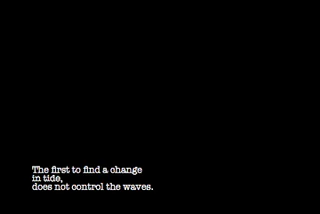 The first to find a change
in tide,
does not control the waves.